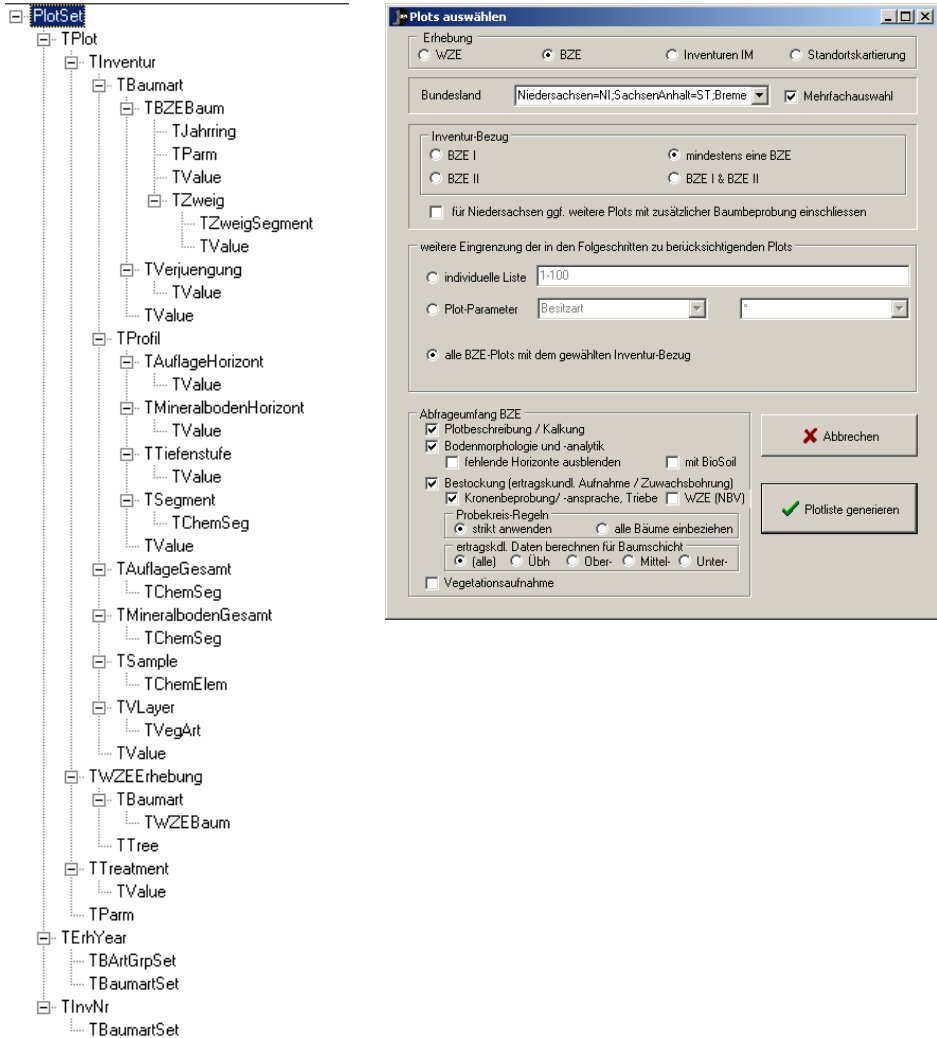 PlotSet
TPlot
TInventur
TBaumart
TBZEBaum
TJahrring
TParm
TValue
TZweig
TZweigSegment
TValue
TVerjuengung
TValue
TValue
TProfil
TAuflageHorizont
TValue
TMineralbodenHorizont
TValue
TTiefenstufe
TValue
TSegment
TChemSeg
TValue
TAuflageGesamt
TChemSeg
TMineralbodenGesamt
TChemSeg
TSample
TChemElem
TVLayer
TVegArt
TValue
TWZEErhebung
TBaumart
TWZEBaum
TTree
TTreatment
TValue
TParm
TErhYear
TBArtGrpSet
TBaumartSet
TInvNr
TBaumartSet
Plots auswählen
Erhebung
WZE BZE Inventuren IM Standortskartierung
Bundesland Niedersachsen=NI;SachsenAnhalt=ST;Breme Mehrfachauswahl
Inventur-Bezug
BZE I mindestens eine BZE
BZE II BZE I & BZE II
für Niedersachsen ggf. weitere Plots mit zusätzlicher Baumbeprobung einschliessen
weitere Eingrenzung der in den Folgeschritten zu berücksichtigenden Plots
individuelle Liste 1-100
Plot-Parameter Besitzart *
alle BZE-Plots mit dem gewählten Inventur-Bezug
Abfrageumfang BZE
Plotbeschreibung / Kalkung
Bodenmorphologie und -analytik
fehlende Horizonte ausblenden mit BioSoil
Bestockung (ertragskundl. Aufnahme / Zuwachsbohrung)
Kronenbeprobung/ -ansprache, Triebe WZE (NBV)
Probekreis-Regeln
strikt anwenden alle Bäume einbeziehen
ertragskdl. Daten berechnen für Baumschicht
(alle) Übh Ober- Mittel- Unter-
Vegetationsaufnahme
Abbrechen
Plotliste generieren